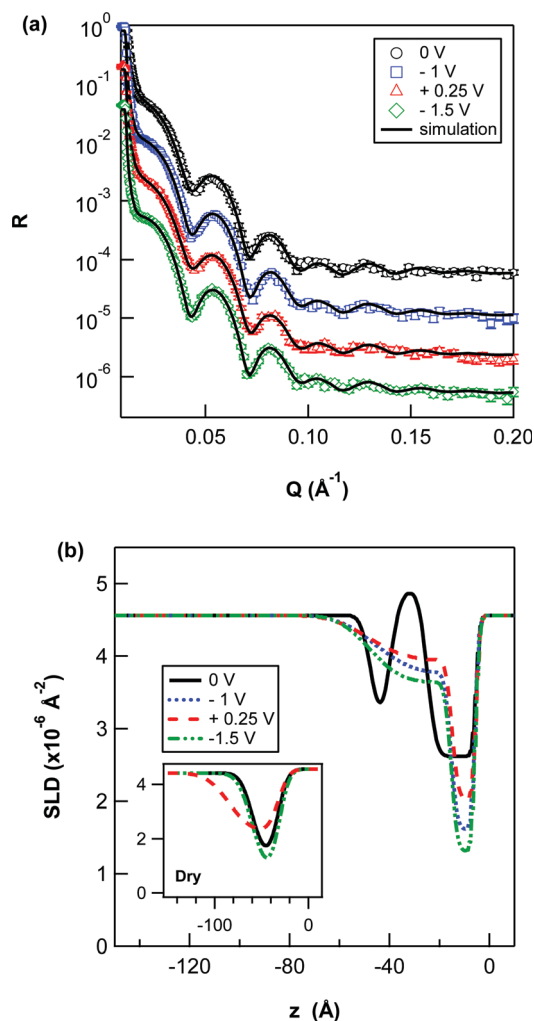 (a)
10⁰
10⁻¹
10⁻²
10⁻³
10⁻⁴
10⁻⁵
10⁻⁶
R
0 V
- 1 V
+ 0.25 V
- 1.5 V
simulation
0.05
0.10
0.15
0.20
Q (Å⁻¹)
(b)
5
4
3
2
1
0
SLD (x10⁻⁶ Å⁻²)
0 V
- 1 V
+ 0.25 V
-1.5 V
4
2
0
Dry
-100
0
-120
-80
-40
0
z (Å)